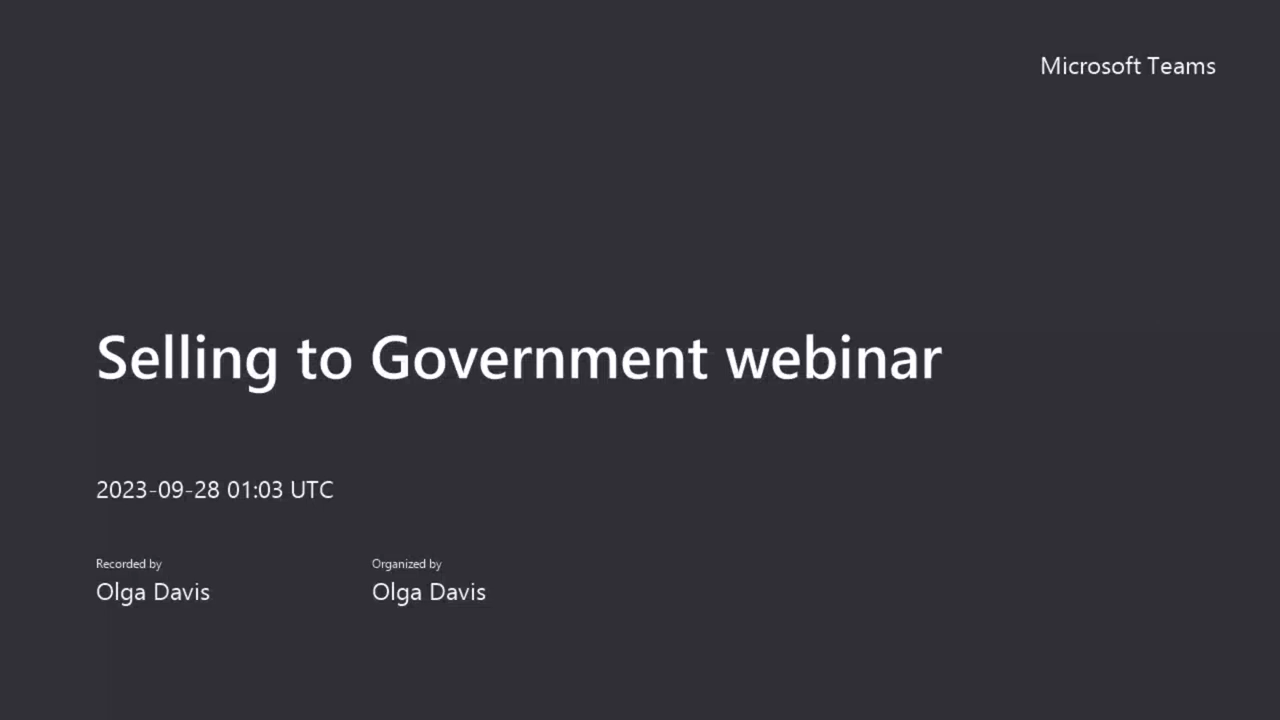 Microsoft Teams
Selling to Government webinar
2023-09-28 01:03 UTC
Recorded by
Olga Davis
Organized by
Olga Davis